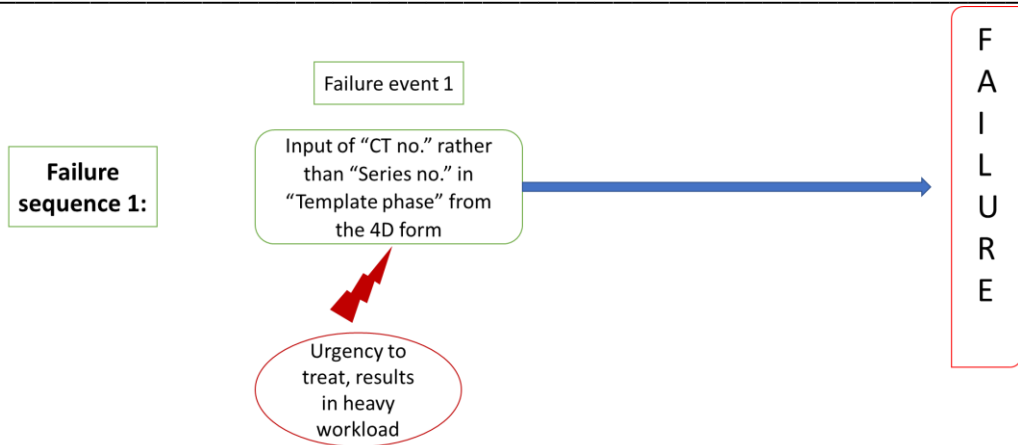 Failure event 1
Failure
sequence 1:
Input of “CT no.” rather
than “Series no.” in
“Template phase” from
the 4D form
Urgency to
treat, results
in heavy
workload
F
A
I
L
U
R
E